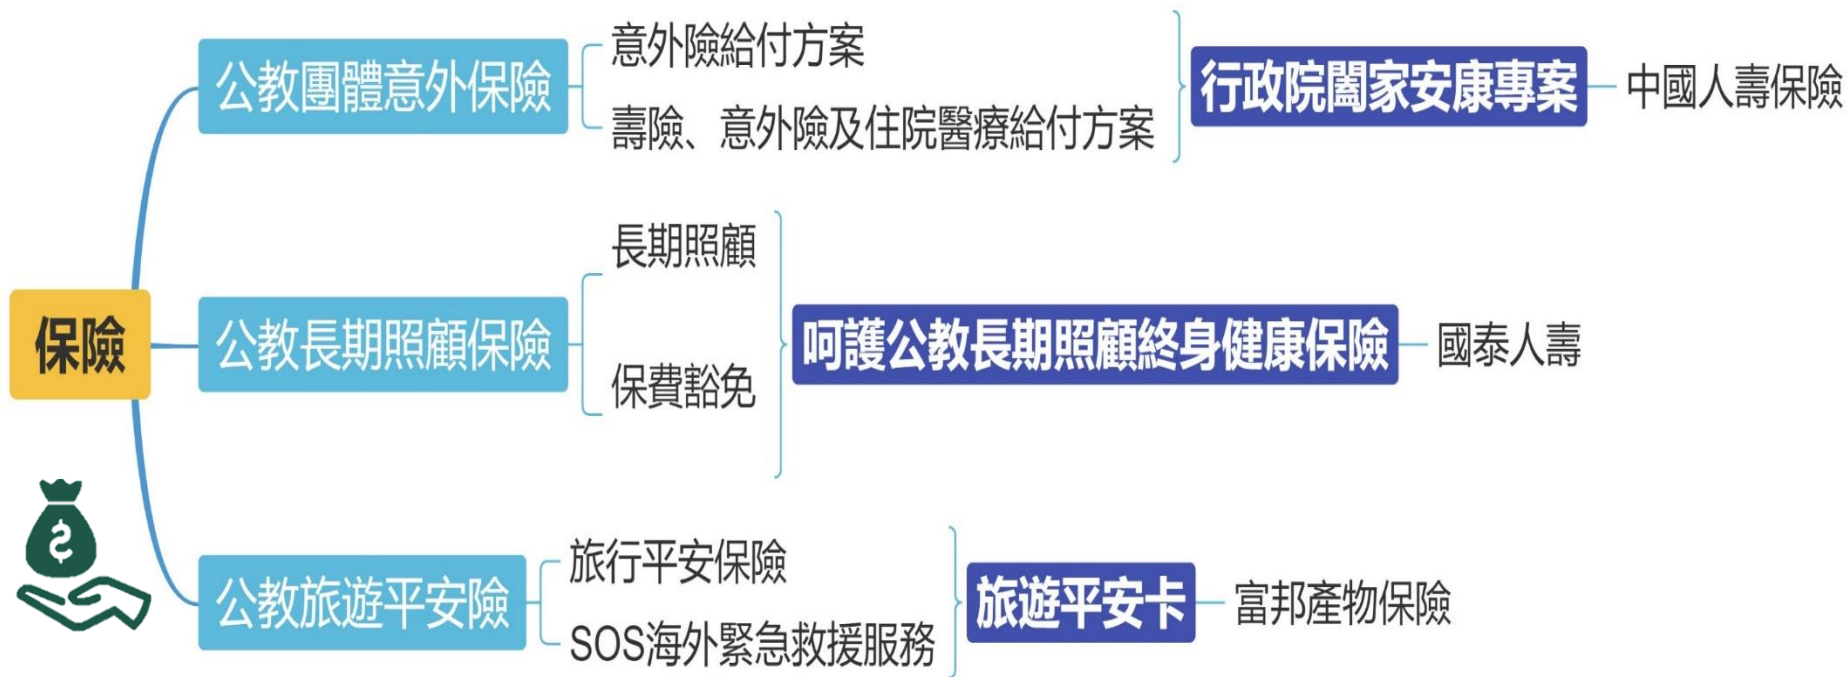 保險
公教團體意外保險
意外險給付方案
壽險、意外險及住院醫療給付方案
行政院闔家安康專案
中國人壽保險
公教長期照顧保險
長期照顧
保費豁免
呵護公教長期照顧終身健康保險
國泰人壽
公教旅遊平安險
旅行平安保險
SOS海外緊急救援服務
旅遊平安卡
富邦產物保險
$